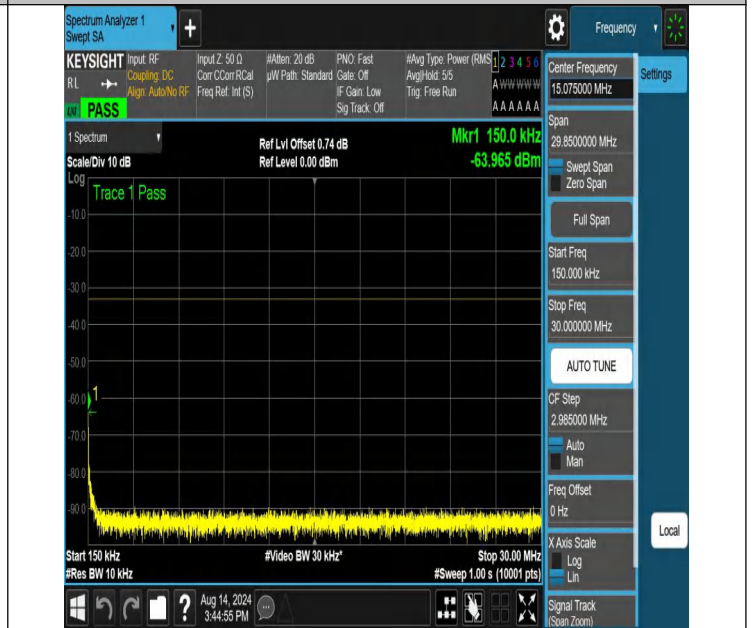 Spectrum Analyzer 1
Swept SA
+
Frequency
KEYSIGHT
RL
PASS
Input: RF
Coupling: DC
Align: Auto/No RF
Input Z: 50 Ω
Corr CCorr RCal
Freq Ref: Int (S)
#Atten: 20 dB
µW Path: Standard
PNO: Fast
Gate: Off
IF Gain: Low
Sig Track: Off
#Avg Type: Power (RMS
Avg|Hold: 5/5
Trig: Free Run
1 2 3 4 5 6
A W W W W W
A A A A A A
1 Spectrum
Scale/Div 10 dB
Ref Lvl Offset 0.74 dB
Ref Level 0.00 dBm
Mkr1 150.0 kHz
-63.965 dBm
Log
Trace 1 Pass
-10.0
-20.0
-30.0
-40.0
-50.0
-60.0
1
-70.0
-80.0
-90.0
Start 150 kHz
#Res BW 10 kHz
#Video BW 30 kHz*
Stop 30.00 MHz
#Sweep 1.00 s (10001 pts)
?
Aug 14, 2024
3:44:55 PM
Center Frequency
15.075000 MHz
Settings
Span
29.8500000 MHz
Swept Span
Zero Span
Full Span
Start Freq
150.000 kHz
Stop Freq
30.000000 MHz
AUTO TUNE
CF Step
2.985000 MHz
Auto
Man
Freq Offset
0 Hz
X Axis Scale
Log
Lin
Local
Signal Track
(Span Zoom)